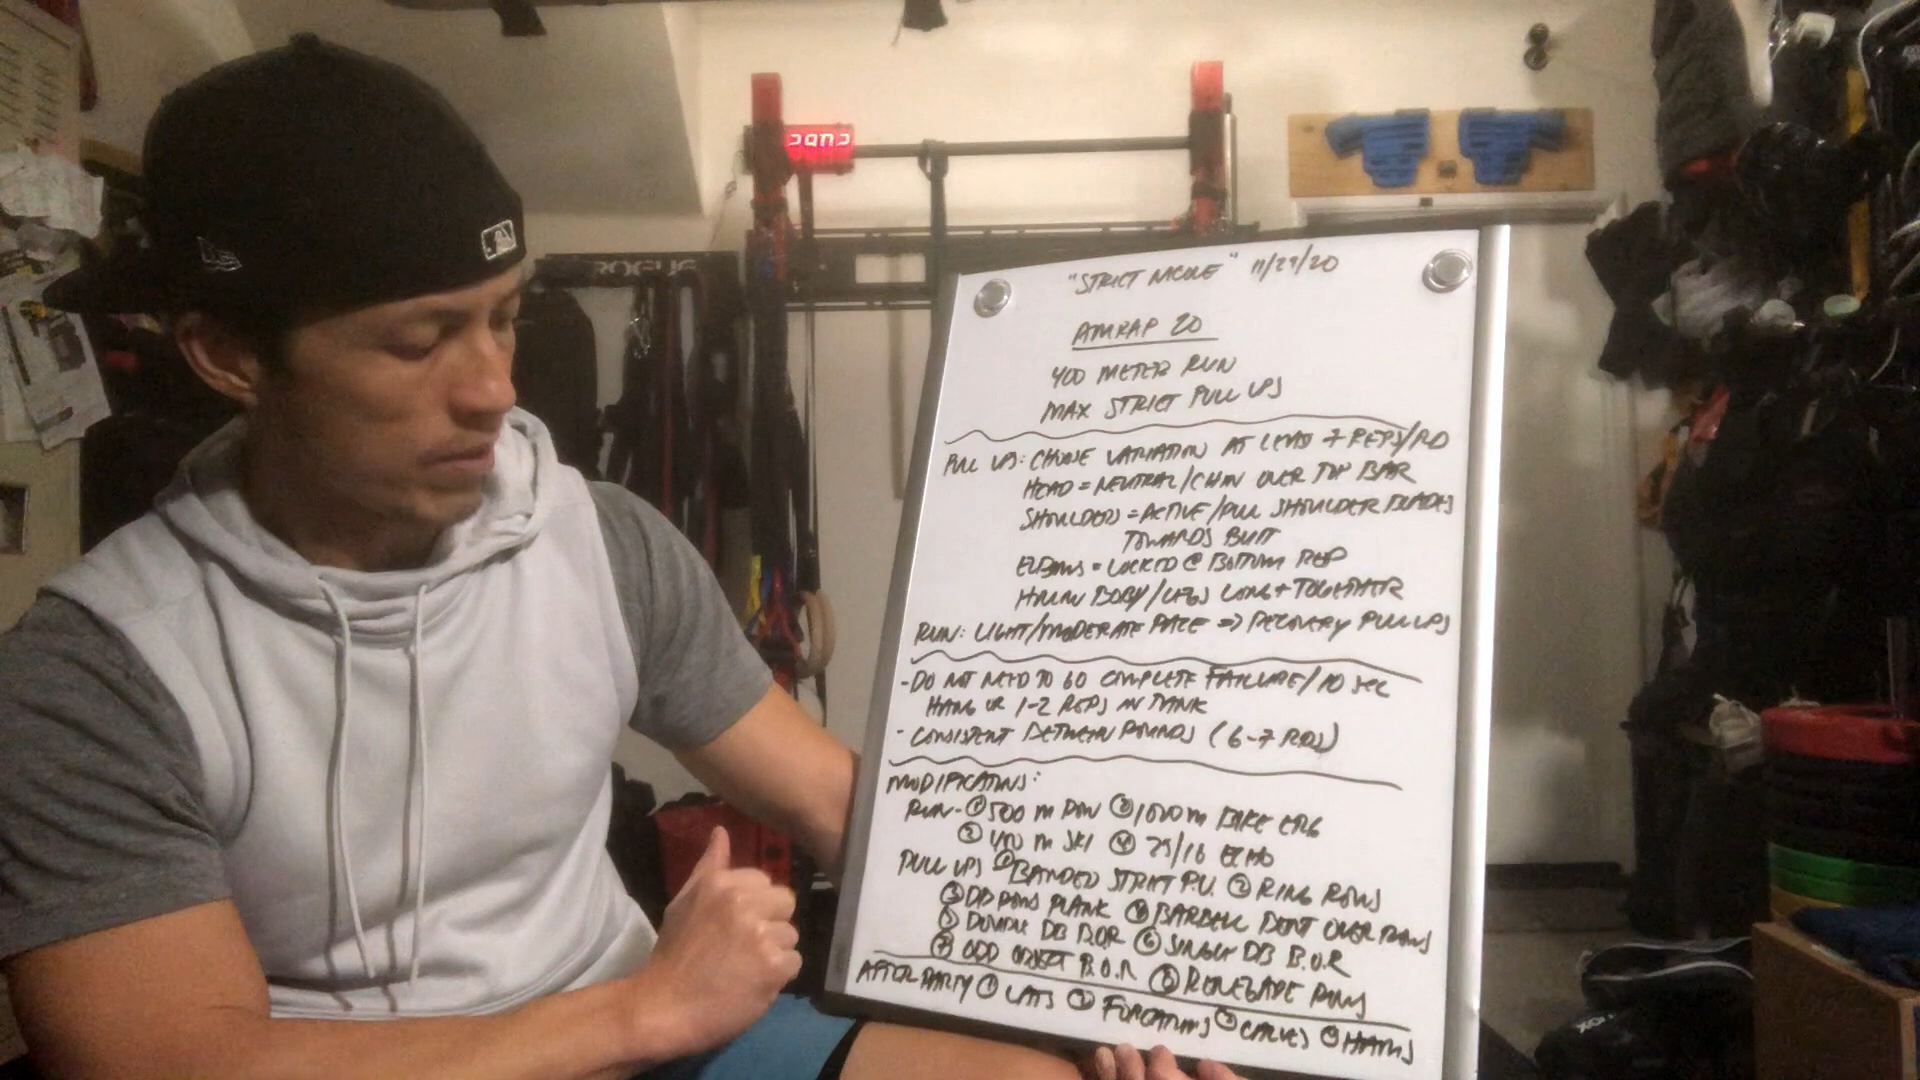 ROGUE
"STRICT NICOLE" 11/29/20
AMRAP 20
400 METER RUN
MAX STRICT PULL UPS
PULL UPS: CHOOSE VARIATION AT LEAST 7 REPS/RD
HEAD = NEUTRAL/CHIN OVER TOP BAR
SHOULDERS = ACTIVE/PULL SHOULDER BLADES
TOWARDS BUTT
ELBOWS = LOCKED @ BOTTOM REP
HOLLOW BODY/LEGS LONG + TOGETHER
RUN: LIGHT/MODERATE PACE => RECOVERY PULL UPS
- DO NOT NEED TO GO COMPLETE FAILURE/10 SEC
HANG OR 1-2 REPS IN TANK
- CONSISTENT BETWEEN ROUNDS (6-7 RDS)
MODIFICATIONS:
RUN - ① 500 M ROW ③ 1000 M BIKE ERG
② 400 M SKI ④ 25/18 ECHO
PULL UPS ① BANDED STRICT P.U. ② RING ROWS
③ DB ROWS PLANK ④ BARBELL BENT OVER ROWS
⑤ DOUBLE DB B.O.R ⑥ SINGLE DB B.O.R
⑦ ODD OBJECT B.O.R ⑧ RENEGADE ROWS
AFTER PARTY ① LATS ② FOREARMS ③ CALVES ④ HAMS